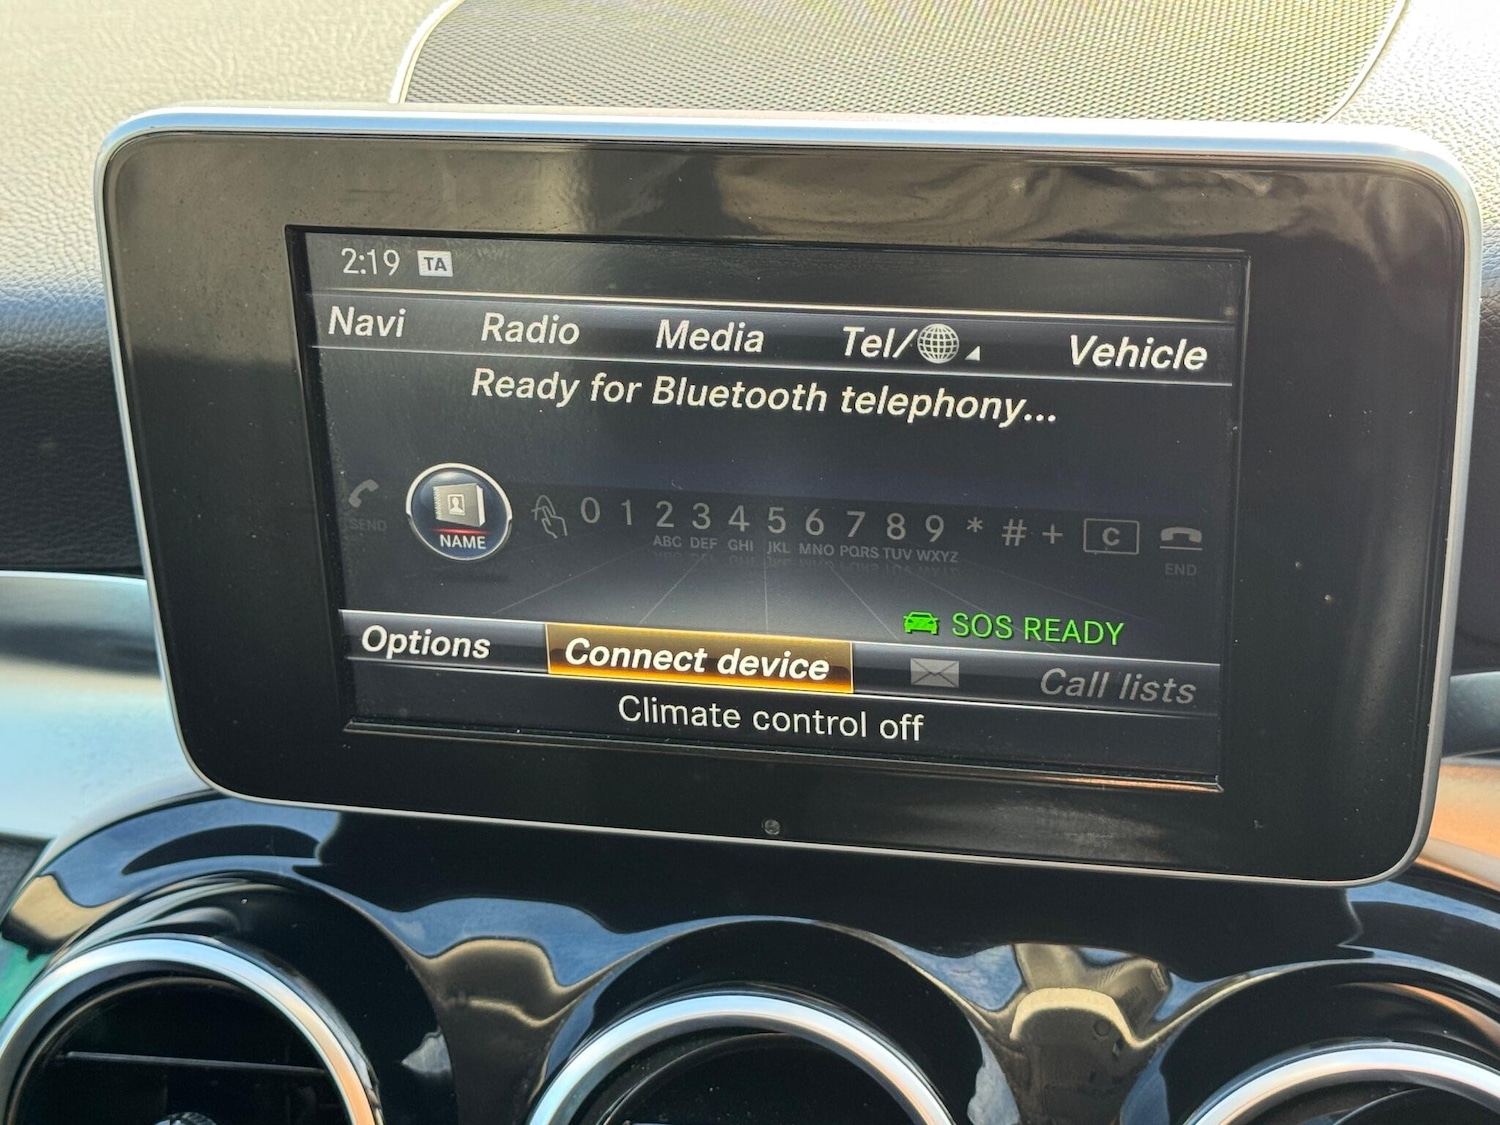 2:19 TA
Navi Radio Media Tel/ Vehicle
Ready for Bluetooth telephony...
SEND NAME 0 1 2 3 4 5 6 7 8 9 * # + C END
ABC DEF GHI JKL MNO PQRS TUV WXYZ
SOS READY
Options Connect device Call lists
Climate control off